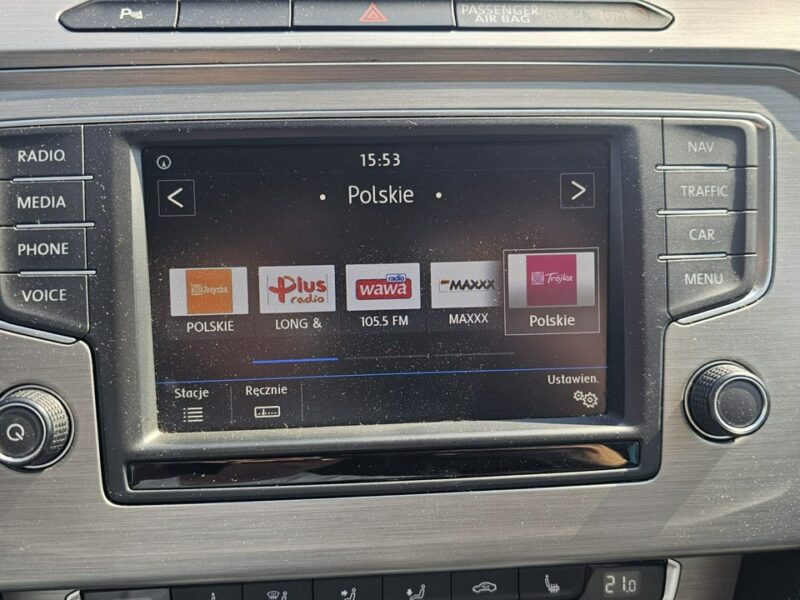 PASSENGER
AIR BAG
RADIO
MEDIA
PHONE
VOICE
15:53
< • Polskie • >
Jedynka
POLSKIE
Plus
radio
LONG &
radio
wawa
105.5 FM
MAXXX
MAXXX
Trójka
Polskie
Stacje
Ręcznie
Ustawien.
NAV
TRAFFIC
CAR
MENU
21.0